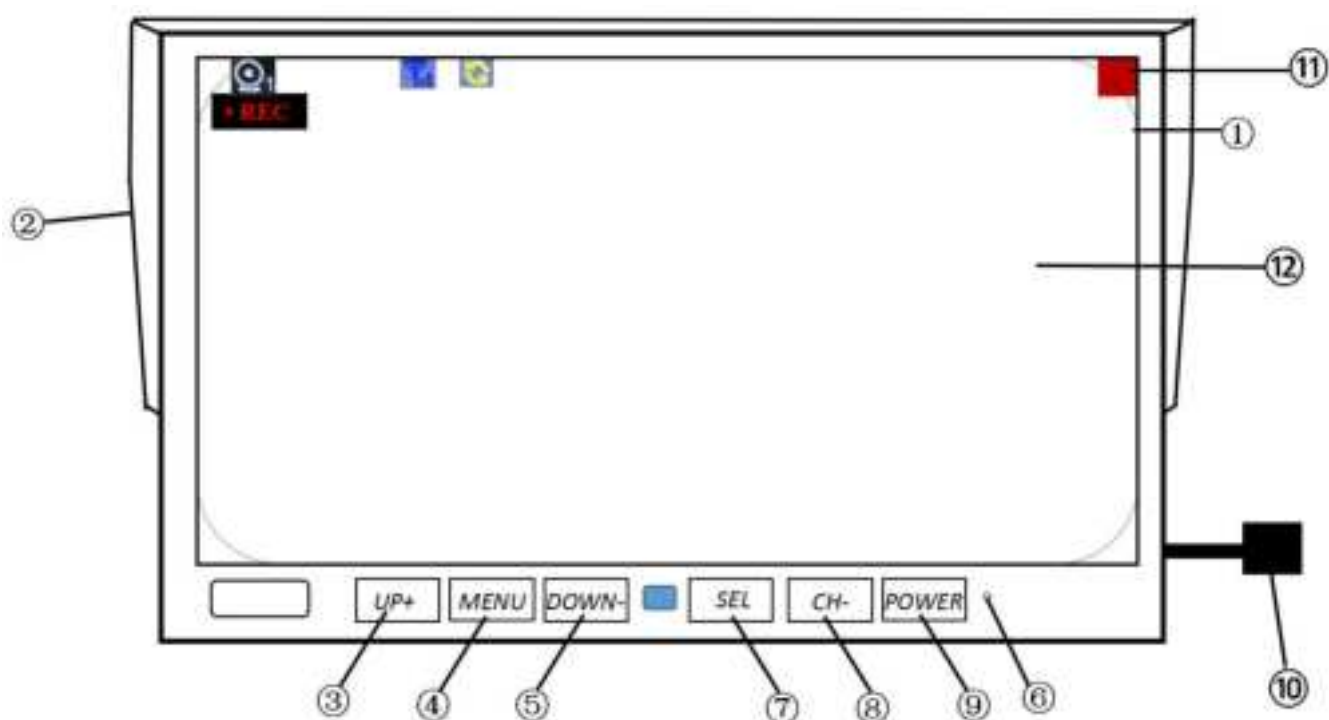 ⑪
• REC
①
②
⑫
UP+ MENU DOWN- SEL CH- POWER
③ ④ ⑤ ⑦ ⑧ ⑨ ⑥ ⑩